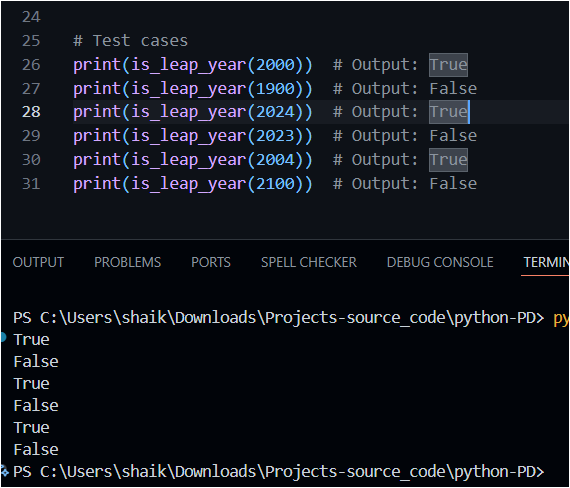 24
25 # Test cases
26 print(is_leap_year(2000))  # Output: True
27 print(is_leap_year(1900))  # Output: False
28 print(is_leap_year(2024))  # Output: True
29 print(is_leap_year(2023))  # Output: False
30 print(is_leap_year(2004))  # Output: True
31 print(is_leap_year(2100))  # Output: False
OUTPUT PROBLEMS PORTS SPELL CHECKER DEBUG CONSOLE TERMIN
PS C:\Users\shaik\Downloads\Projects-source_code\python-PD> py
True
False
True
False
True
False
PS C:\Users\shaik\Downloads\Projects-source_code\python-PD>